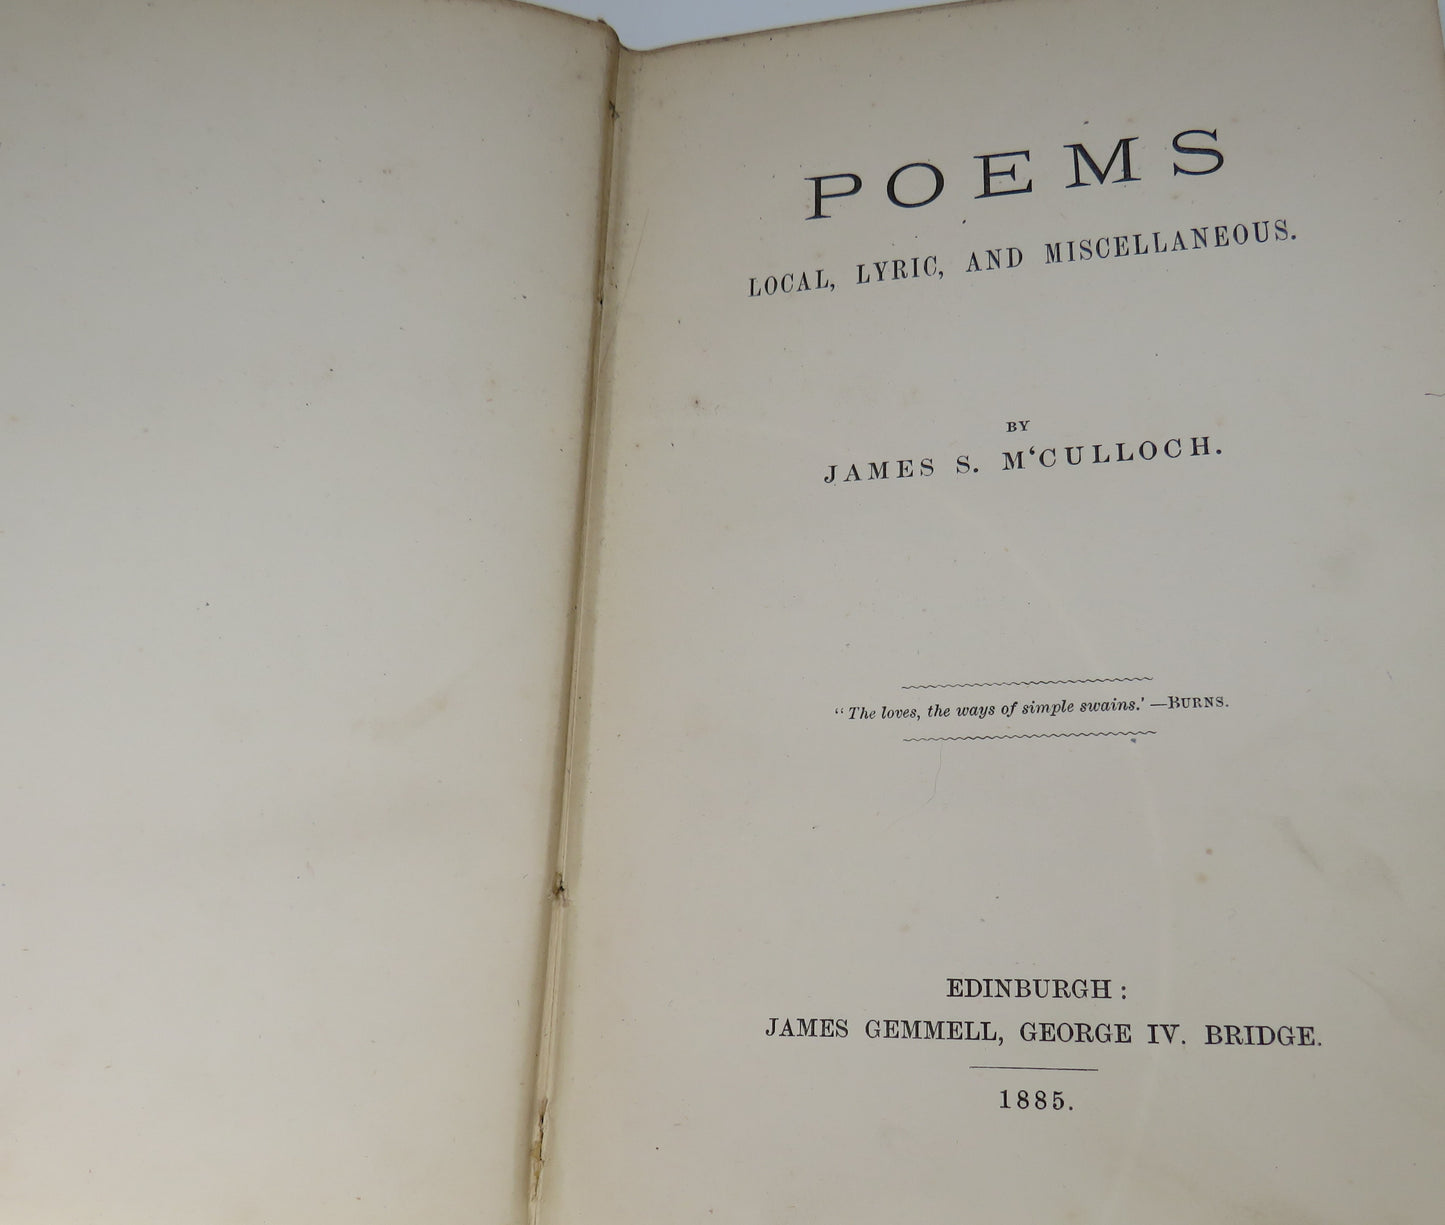 POEMS
LOCAL, LYRIC, AND MISCELLANEOUS.
BY
JAMES S. M‘CULLOCH.
“ The loves, the ways of simple swains.’ —BURNS.
EDINBURGH :
JAMES GEMMELL, GEORGE IV. BRIDGE.
1885.